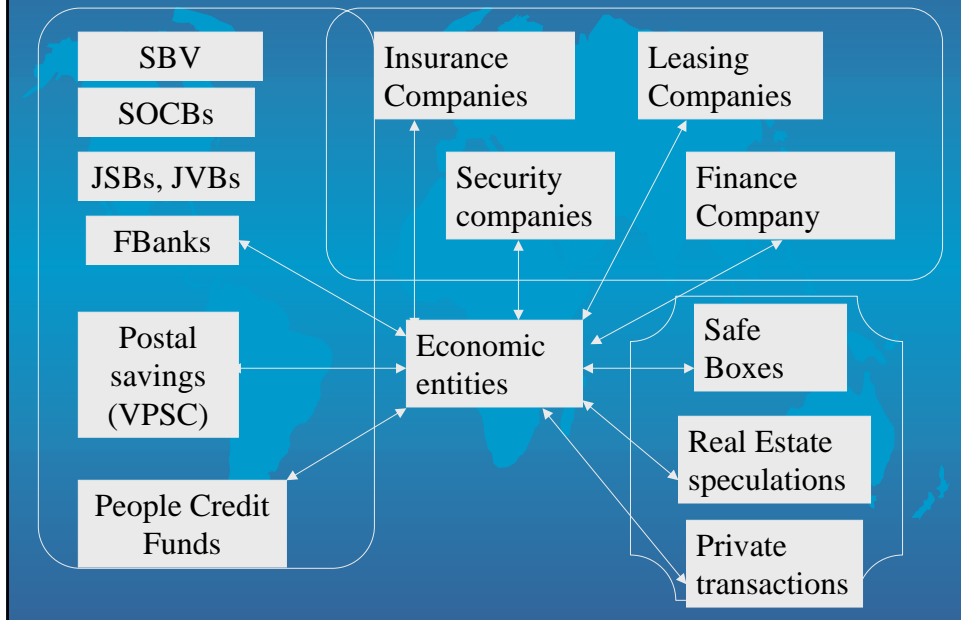 SBV
SOCBs
JSBs, JVBs
FBanks
Postal
savings
(VPSC)
People Credit
Funds
Insurance
Companies
Leasing
Companies
Security
companies
Finance
Company
Economic
entities
Safe
Boxes
Real Estate
speculations
Private
transactions